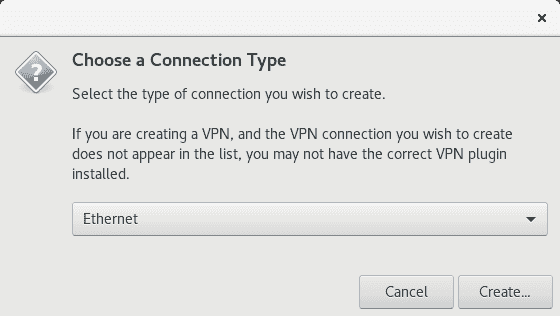 Choose a Connection Type
Select the type of connection you wish to create.
If you are creating a VPN, and the VPN connection you wish to create
does not appear in the list, you may not have the correct VPN plugin
installed.
Ethernet
Cancel
Create...